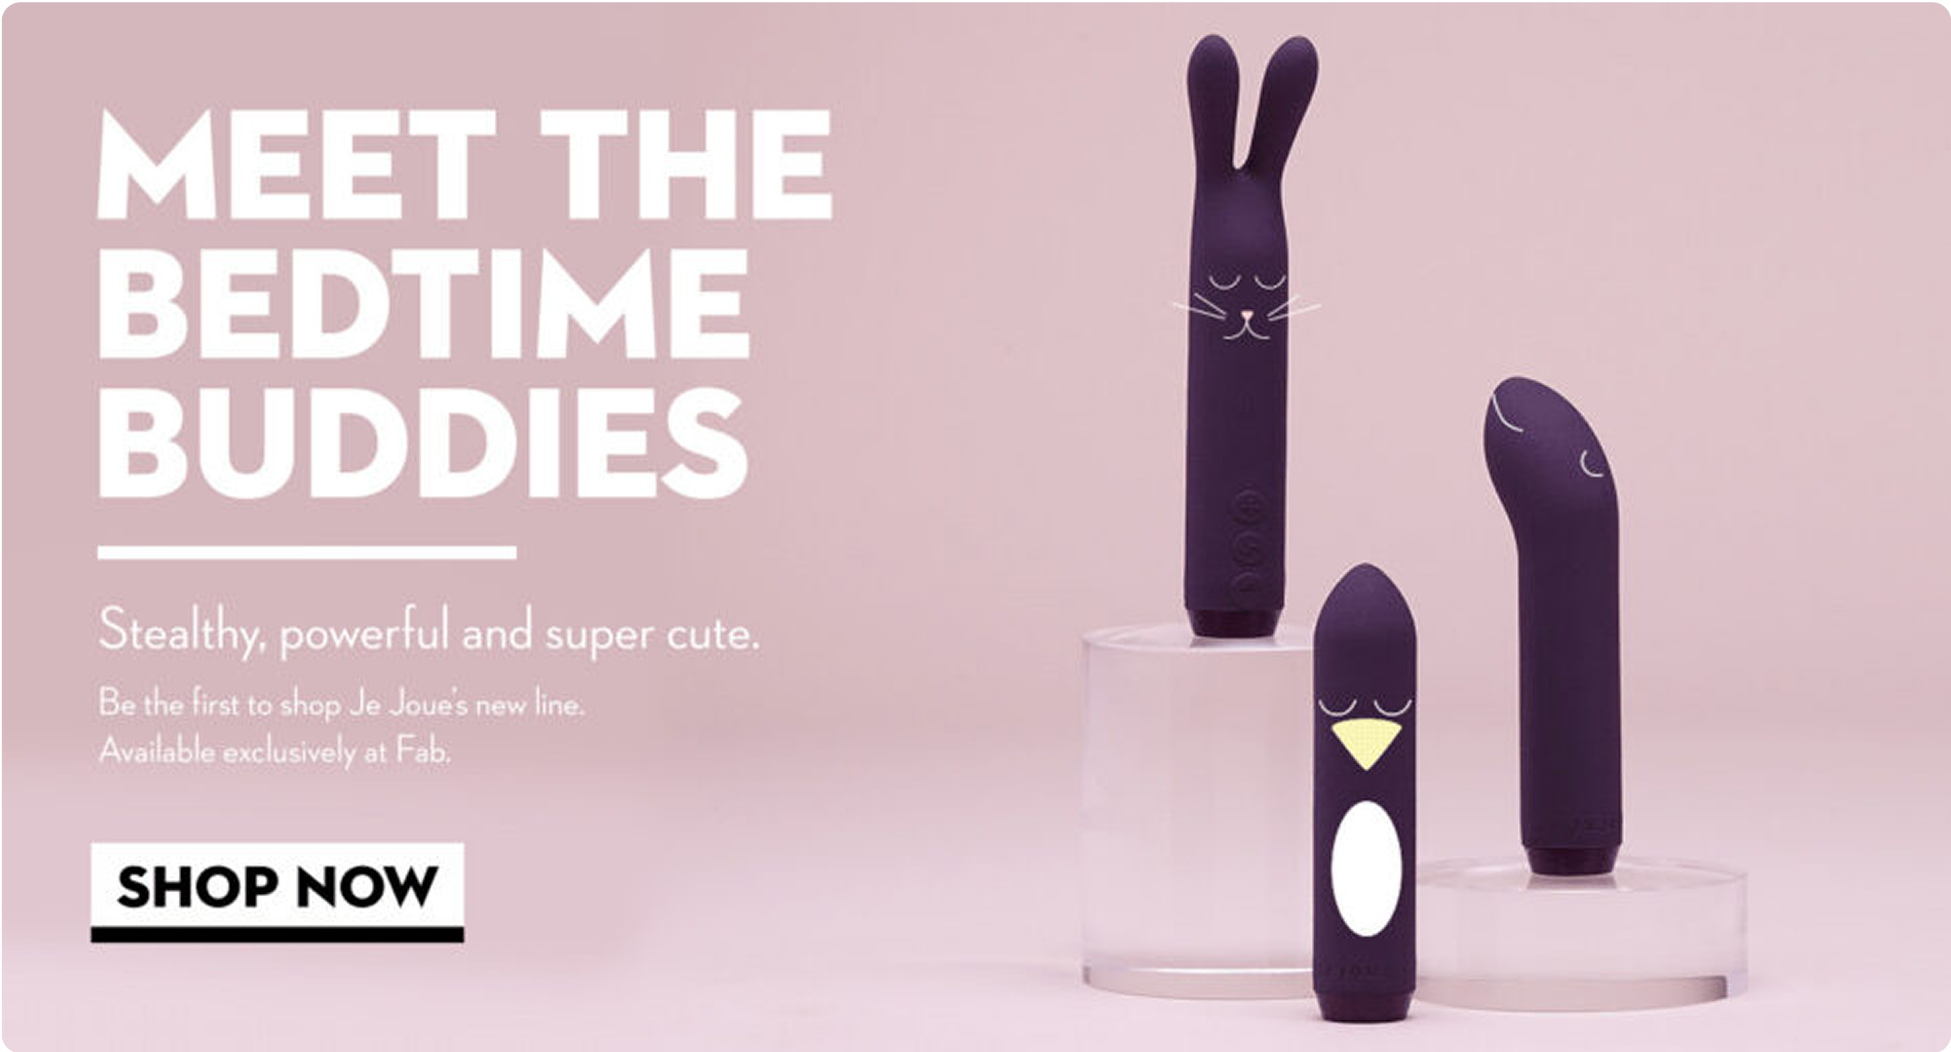 MEET THE
BEDTIME
BUDDIES
Stealthy, powerful and super cute.
Be the first to shop Je Joue's new line.
Available exclusively at Fab.
SHOP NOW